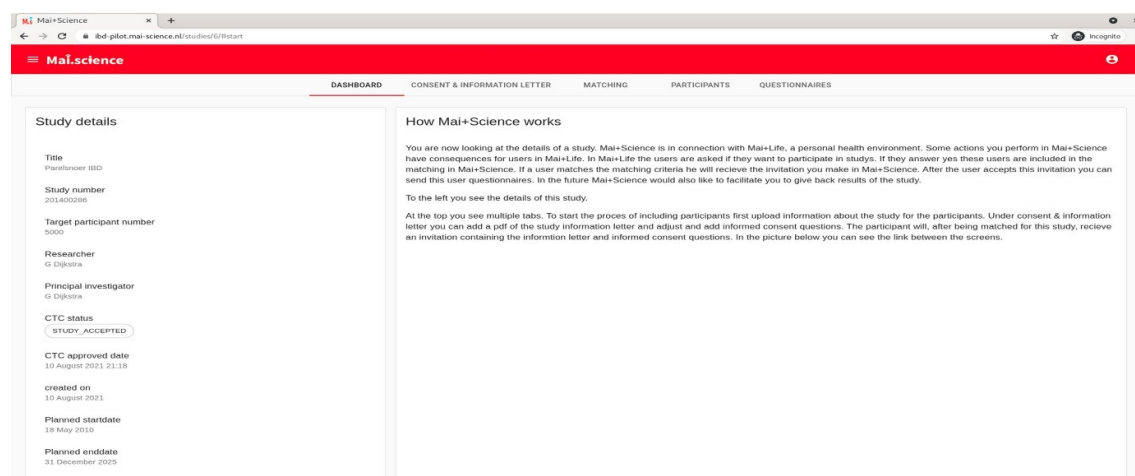 Mai+Science
ibd-pilot.mai-science.nl/studies/6/#start
Incognito
Maî.science
DASHBOARD CONSENT & INFORMATION LETTER MATCHING PARTICIPANTS QUESTIONNAIRES
Study details
Title
Parelsnoer IBD
Study number
201400286
Target participant number
5000
Researcher
G Dijkstra
Principal investigator
G Dijkstra
CTC status
STUDY_ACCEPTED
CTC approved date
10 August 2021 21:18
created on
10 August 2021
Planned startdate
18 May 2010
Planned enddate
31 December 2025
How Mai+Science works
You are now looking at the details of a study. Mai+Science is in connection with Mai+Life, a personal health environment. Some actions you perform in Mai+Science
have consequences for users in Mai+Life. In Mai+Life the users are asked if they want to participate in studys. If they answer yes these users are included in the
matching in Mai+Science. If a user matches the matching criteria he will recieve the invitation you make in Mai+Science. After the user accepts this invitation you can
send this user questionnaires. In the future Mai+Science would also like to facilitate you to give back results of the study.
To the left you see the details of this study.
At the top you see multiple tabs. To start the proces of including participants first upload information about the study for the participants. Under consent & information
letter you can add a pdf of the study information letter and adjust and add informed consent questions. The participant will, after being matched for this study, recieve
an invitation containing the informtion letter and informed consent questions. In the picture below you can see the link between the screens.